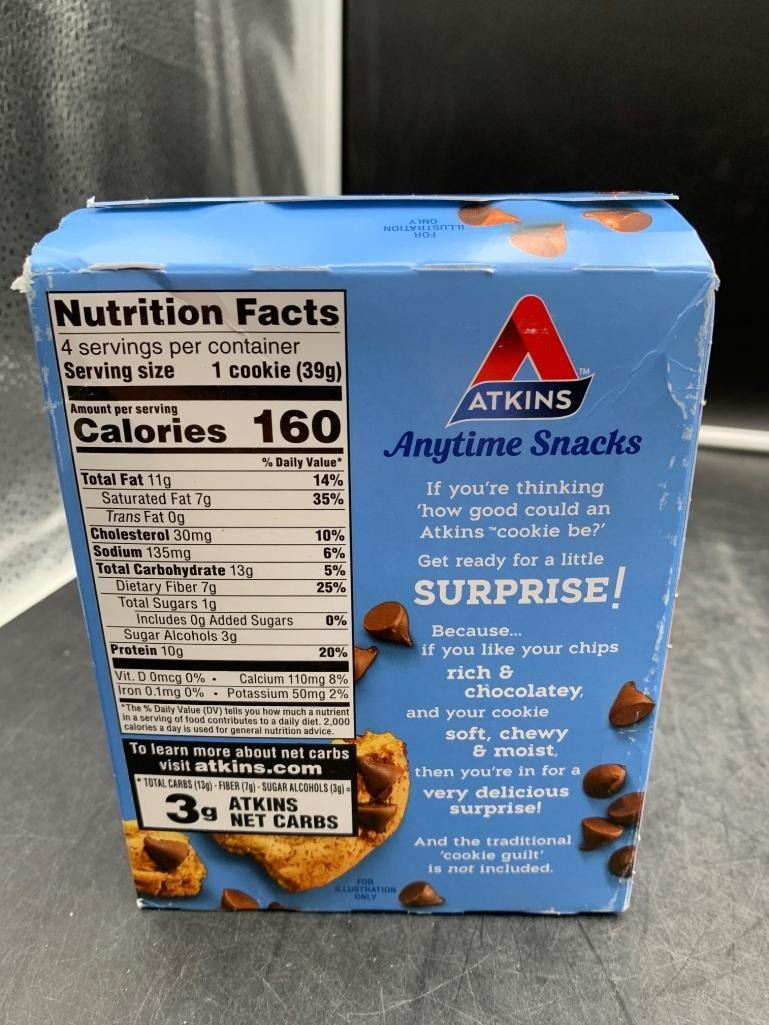 FOR
ILLUSTRATION
ONLY
Nutrition Facts
4 servings per container
Serving size 1 cookie (39g)
Amount per serving
Calories 160
% Daily Value*
Total Fat 11g 14%
Saturated Fat 7g 35%
Trans Fat 0g
Cholesterol 30mg 10%
Sodium 135mg 6%
Total Carbohydrate 13g 5%
Dietary Fiber 7g 25%
Total Sugars 1g
Includes 0g Added Sugars 0%
Sugar Alcohols 3g
Protein 10g 20%
Vit. D 0mcg 0% • Calcium 110mg 8%
Iron 0.1mg 0% • Potassium 50mg 2%
*The % Daily Value (DV) tells you how much a nutrient
in a serving of food contributes to a daily diet. 2,000
calories a day is used for general nutrition advice.
To learn more about net carbs
visit atkins.com
* TOTAL CARBS (13g) - FIBER (7g) - SUGAR ALCOHOLS (3g) =
3g ATKINS
NET CARBS
ATKINS TM
Anytime Snacks
If you're thinking
'how good could an
Atkins™ cookie be?'
Get ready for a little
SURPRISE!
Because...
if you like your chips
rich &
chocolatey,
and your cookie
soft, chewy
& moist,
then you're in for a
very delicious
surprise!
And the traditional
'cookie guilt'
is not included.
FOR
ILLUSTRATION
ONLY